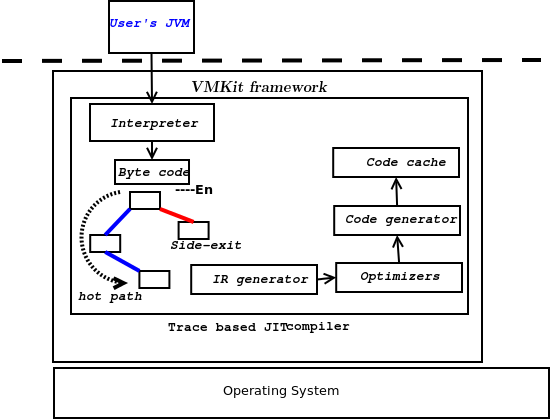 User's JVM
VMKit framework
Interpreter
Byte code
----En
Side-exit
hot path
Code cache
Code generator
IR generator
Optimizers
Trace based JIT compiler
Operating System